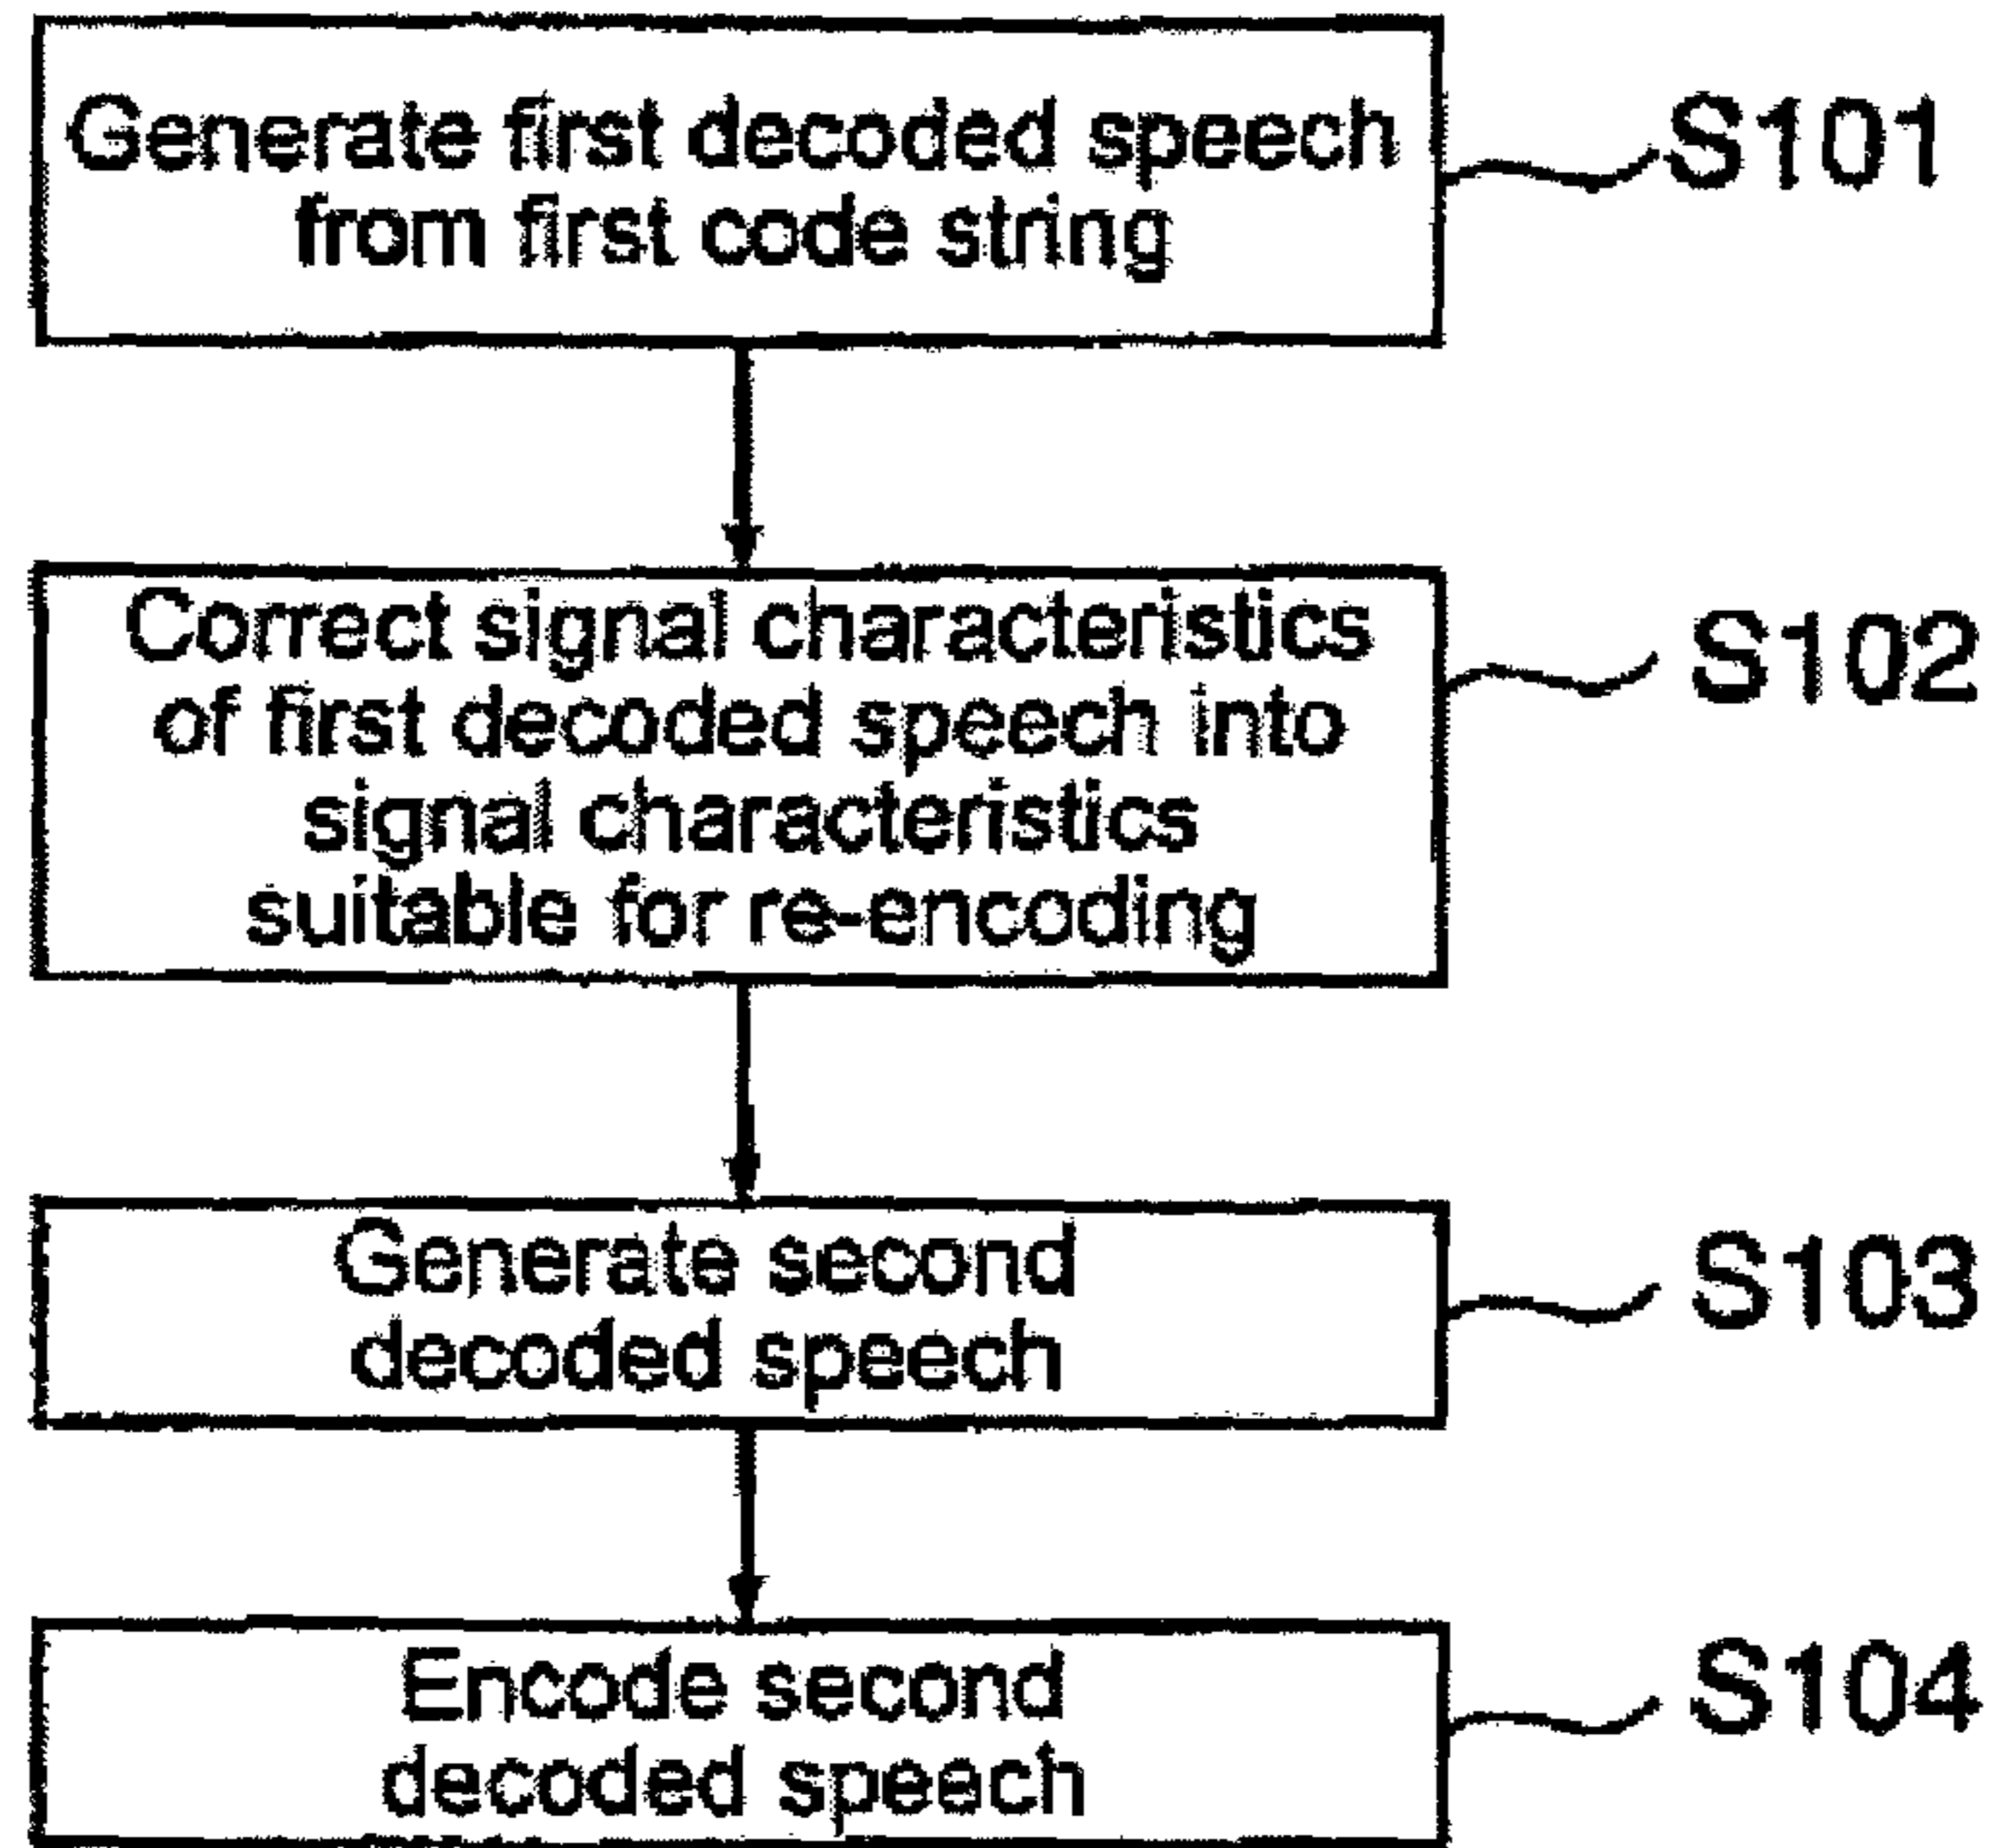 Generate first decoded speech
from first code string
S101
Correct signal characteristics
of first decoded speech into
signal characteristics
suitable for re-encoding
S102
Generate second
decoded speech
S103
Encode second
decoded speech
S104